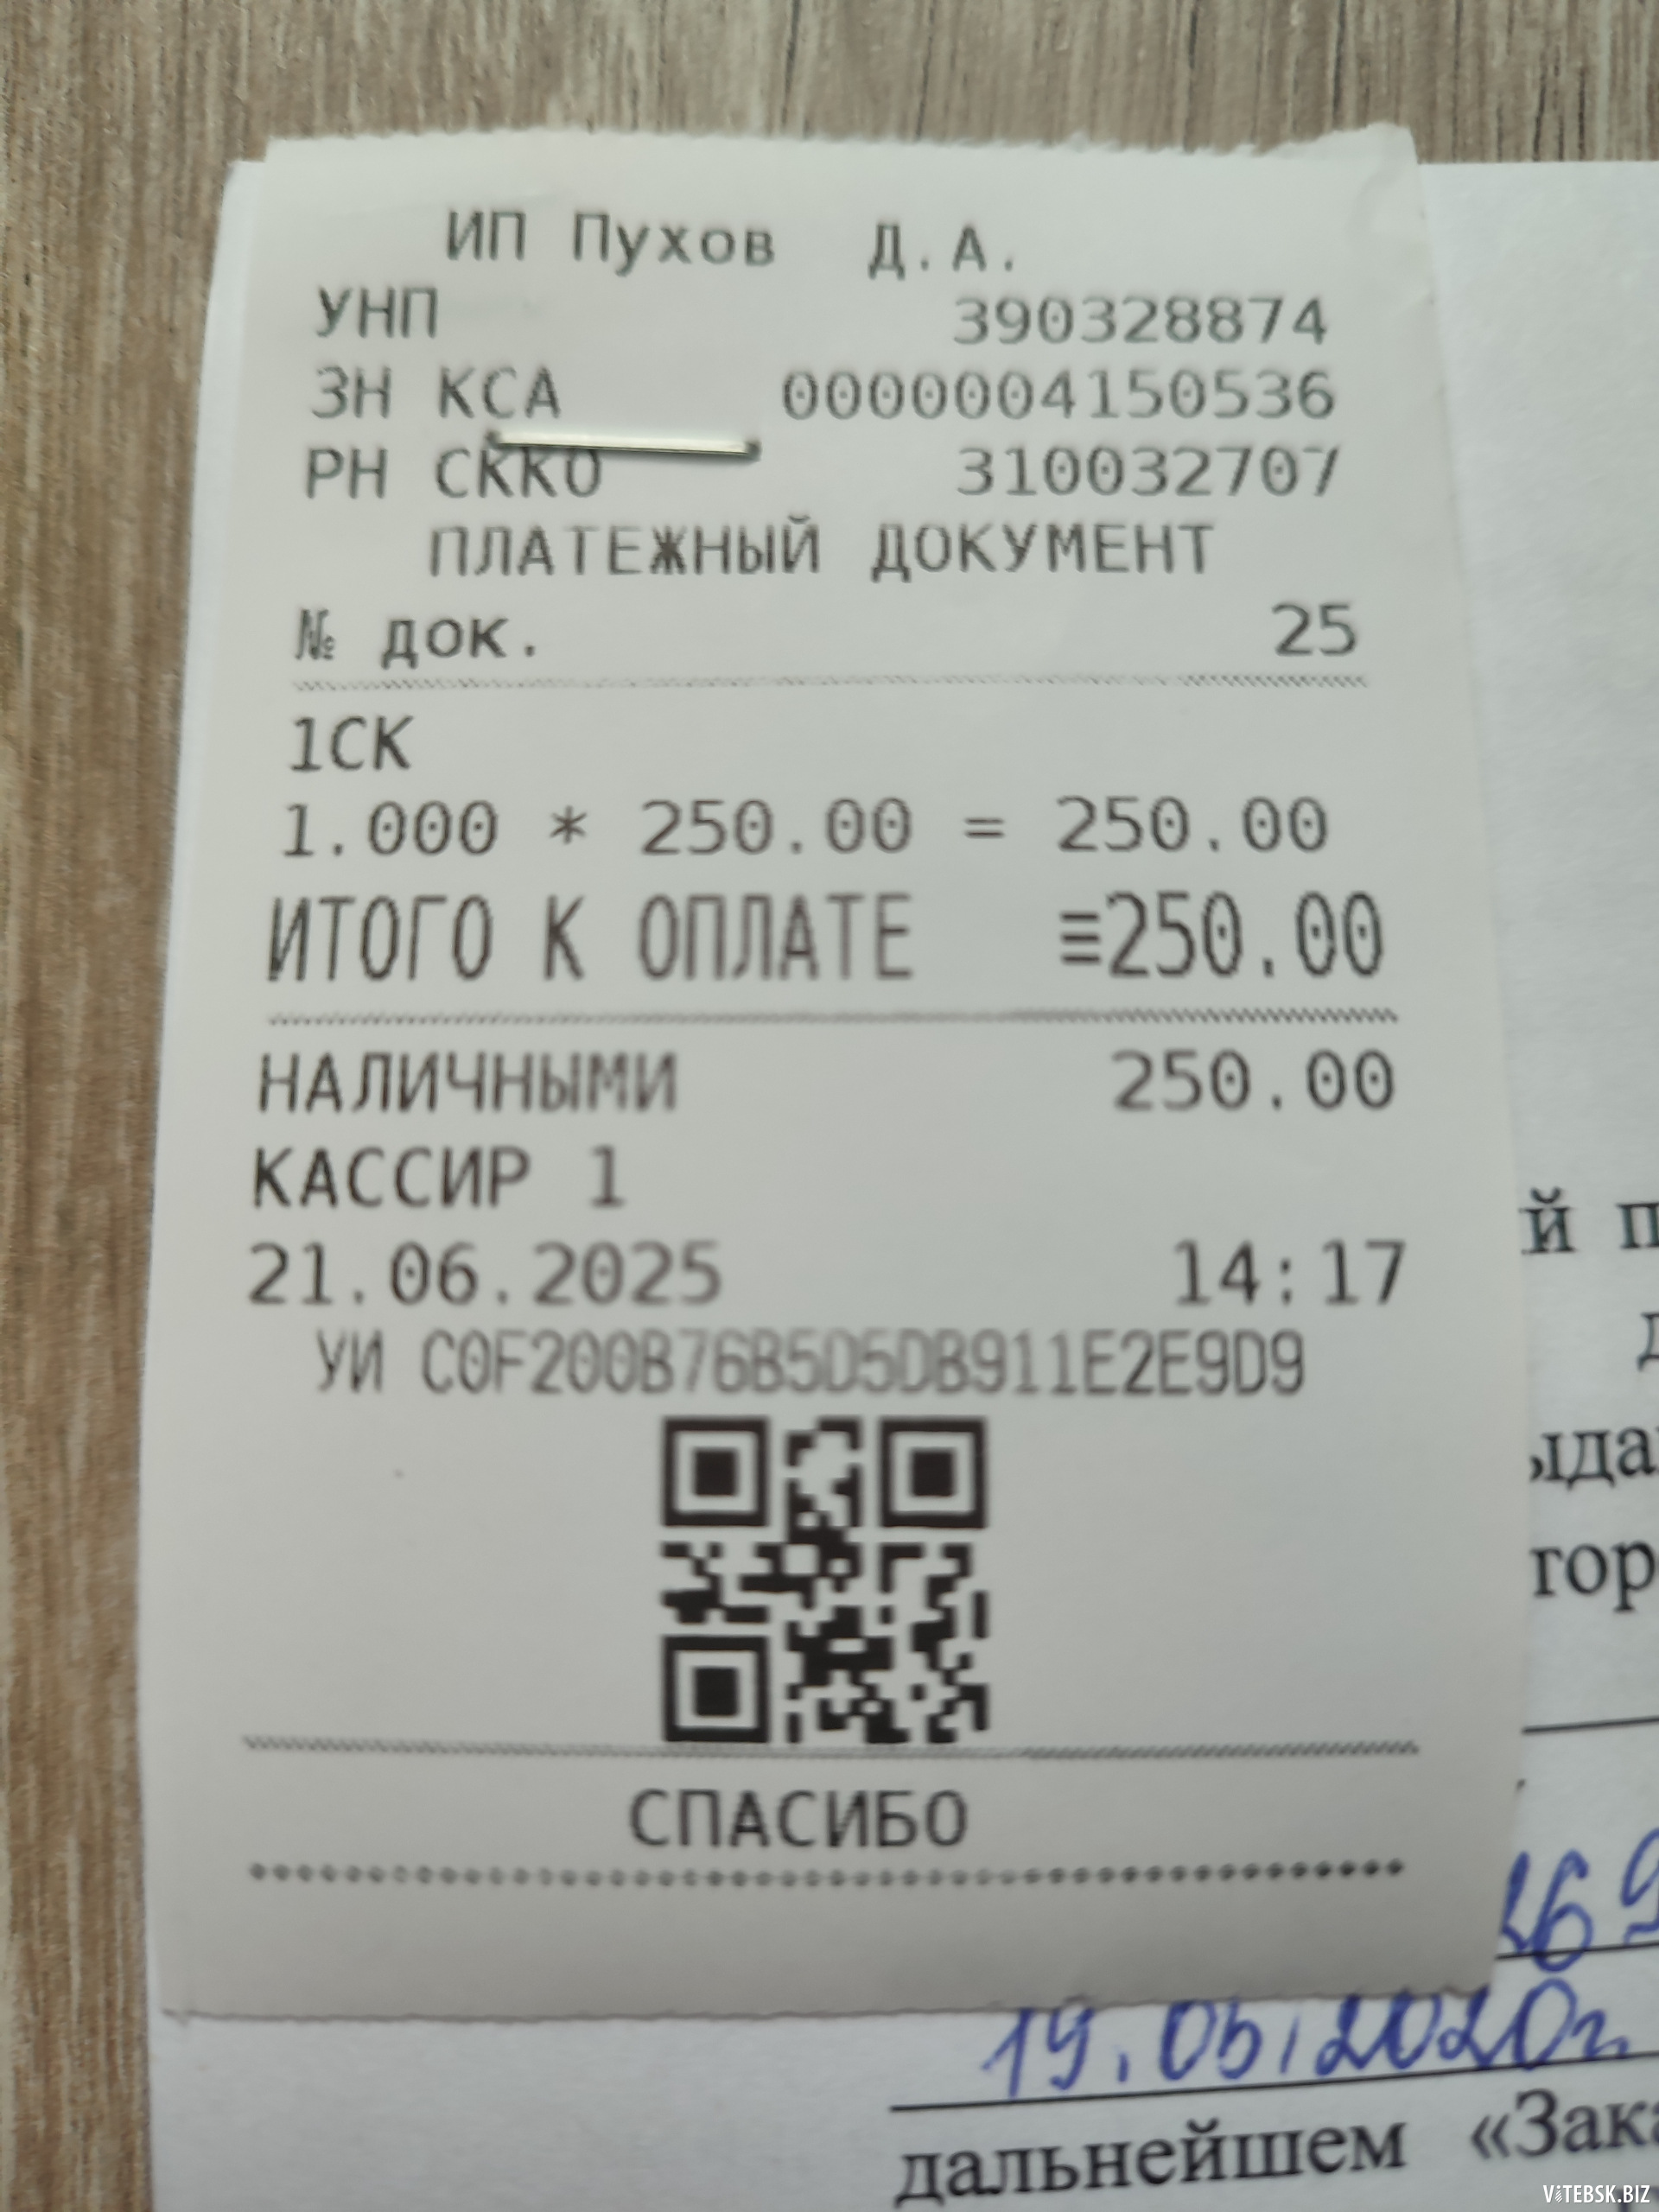 ИП Пухов Д.А.
УНП 390328874
ЗН КСА 0000004150536
РН СККО 310032707
ПЛАТЕЖНЫЙ ДОКУМЕНТ
№ док. 25
1СК
1.000 * 250.00 = 250.00
ИТОГО К ОПЛАТЕ ≡250.00
НАЛИЧНЫМИ 250.00
КАССИР 1
21.06.2025 14:17
УИ C0F200B76B5D5DB911E2E9D9
СПАСИБО
19.05.2020г.
дальнейшем
VITEBSK.BIZ